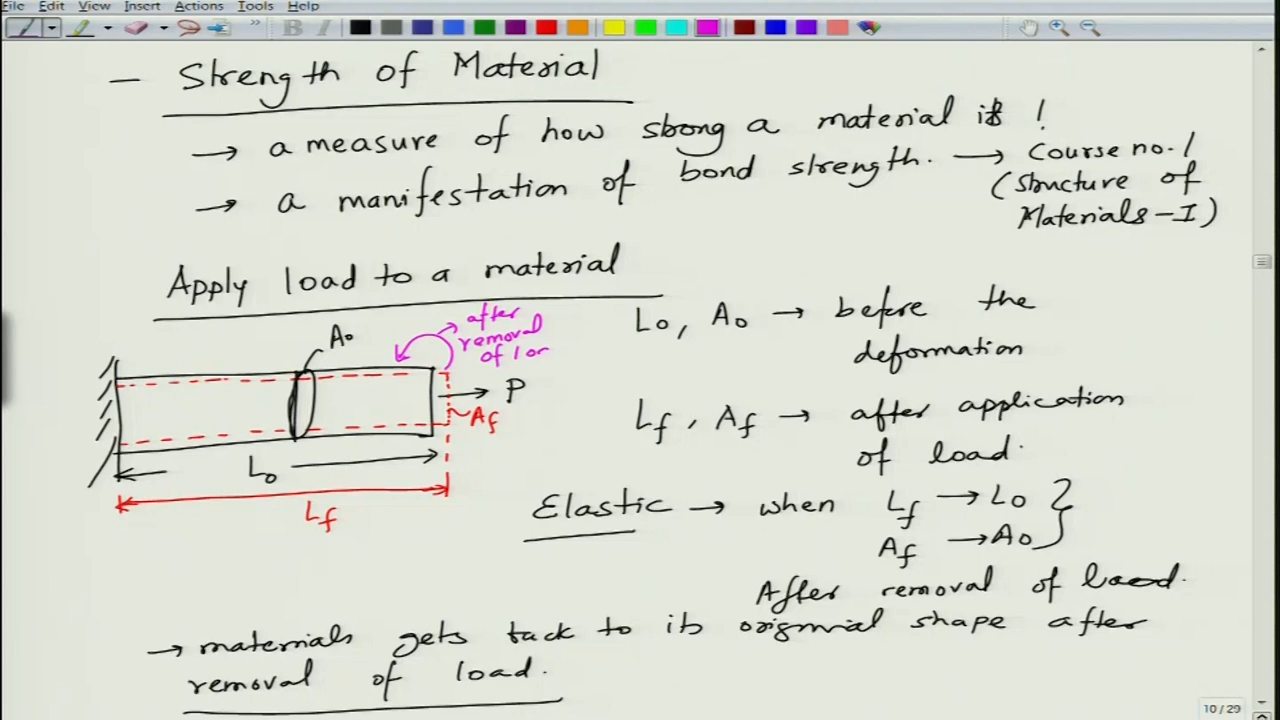 File Edit View Insert Actions Tools Help
– Strength of Material
→ a measure of how strong a material is !
→ a manifestation of bond strength. → Course no. 1
(Structure of
Materials – I)
Apply load to a material
A₀
after
removal
of
P
Af
L₀
Lf
L₀, A₀ → before the
deformation
Lf, Af → after application
of load.
Elastic → when Lf → L₀ }
Af → A₀
After removal of load.
→ materials gets back to its original shape after
removal of load.
10 / 29